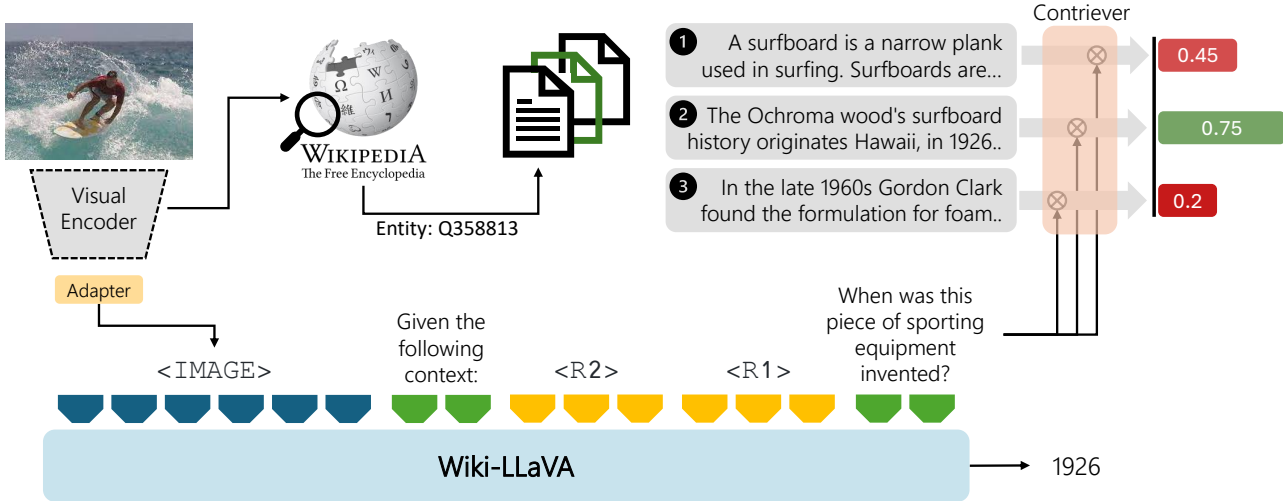 Contriever
1 A surfboard is a narrow plank
used in surfing. Surfboards are...
0.45
2 The Ochroma wood's surfboard
history originates Hawaii, in 1926..
0.75
3 In the late 1960s Gordon Clark
found the formulation for foam..
0.2
Ω W И 維
WIKIPEDIA
The Free Encyclopedia
Entity: Q358813
Visual
Encoder
Adapter
<IMAGE>
Given the
following
context:
<R2>
<R1>
When was this
piece of sporting
equipment
invented?
Wiki-LLaVA
1926